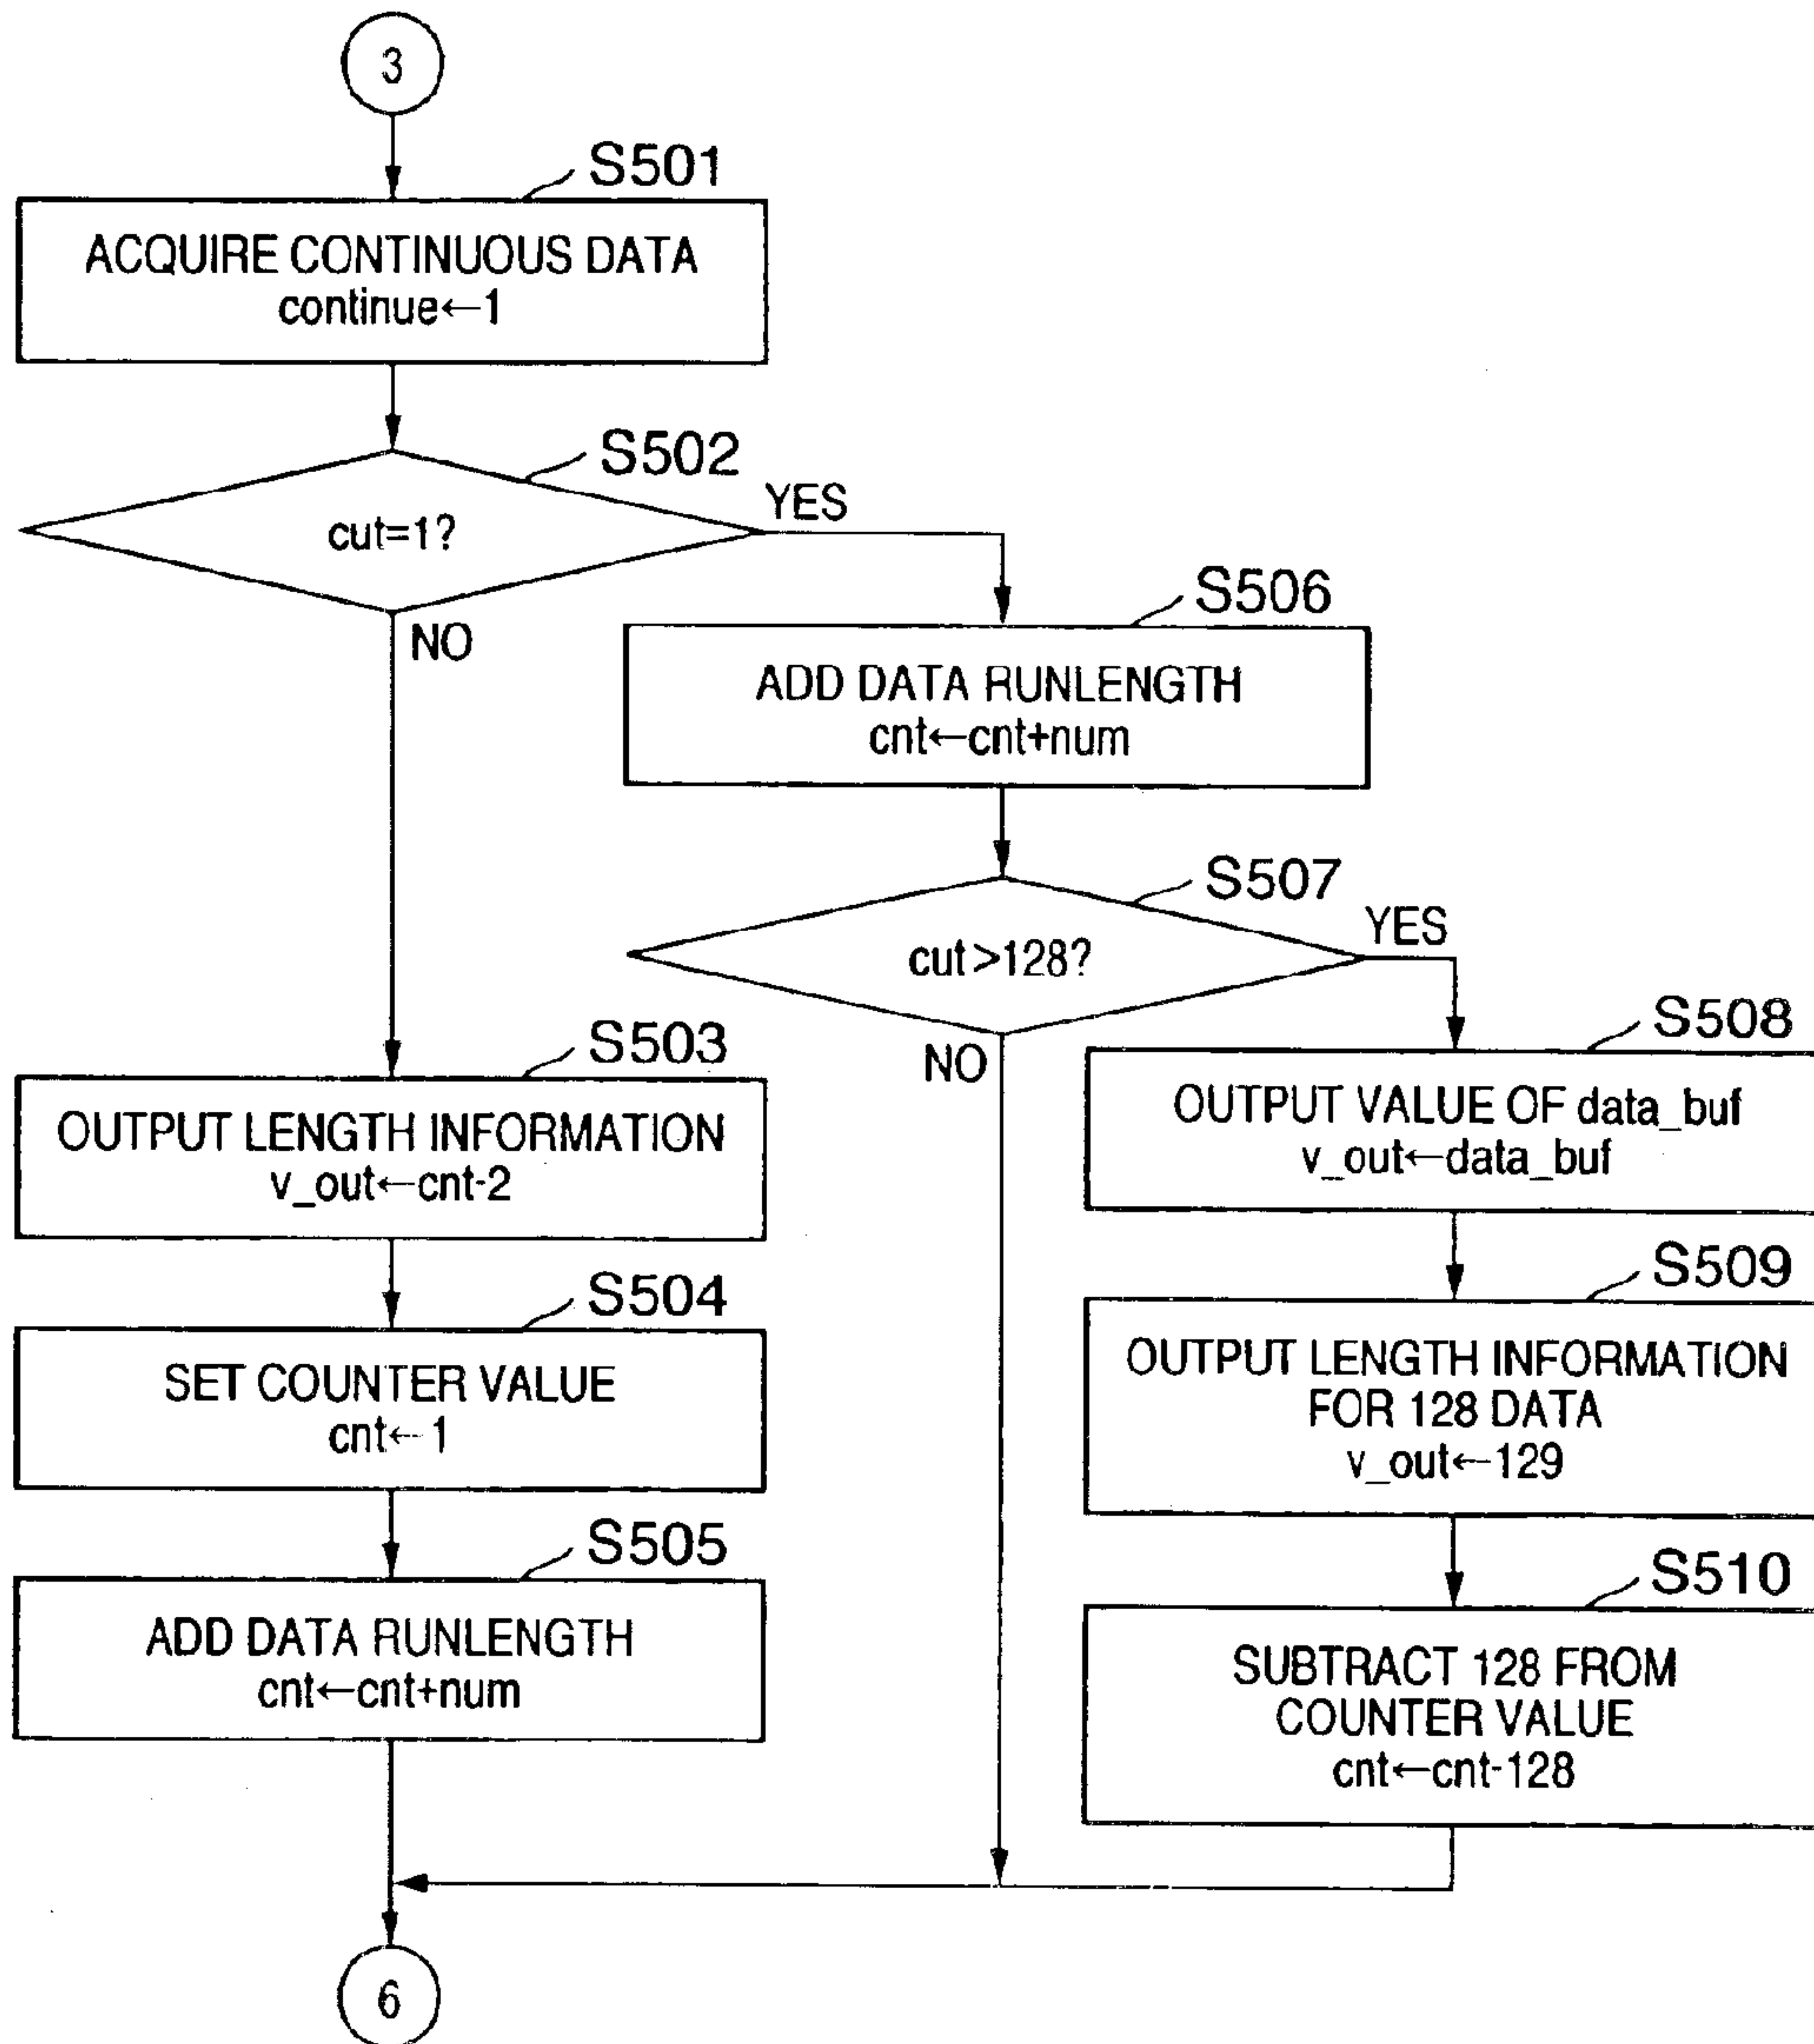 3
S501
ACQUIRE CONTINUOUS DATA
continue←1
S502
cut=1?
YES
NO
S506
ADD DATA RUNLENGTH
cnt←cnt+num
S507
cut>128?
YES
NO
S503
OUTPUT LENGTH INFORMATION
v_out←cnt-2
S508
OUTPUT VALUE OF data_buf
v_out←data_buf
S504
SET COUNTER VALUE
cnt←1
S509
OUTPUT LENGTH INFORMATION
FOR 128 DATA
v_out←129
S505
ADD DATA RUNLENGTH
cnt←cnt+num
S510
SUBTRACT 128 FROM
COUNTER VALUE
cnt←cnt-128
6